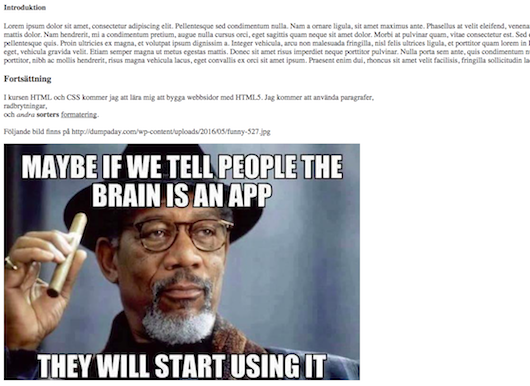 Introduktion
Lorem ipsum dolor sit amet, consectetur adipiscing elit. Pellentesque sed condimentum nulla. Nam a ornare ligula, sit amet maximus ante. Phasellus at velit eleifend, venena
mattis dolor. Nam hendrerit, mi a condimentum pretium, augue nulla cursus orci, eget sagittis quam neque sit amet dolor. Morbi at pulvinar quam, vitae consectetur est. Sed
pellentesque quis. Proin ultricies ex magna, et volutpat ipsum dignissim a. Integer vehicula, arcu non malesuada fringilla, nisl felis ultrices ligula, et porttitor quam lorem in
eget, vehicula gravida velit. Etiam semper magna ut metus egestas mattis. Donec sit amet risus imperdiet neque porttitor pulvinar. Nulla porta sem ante, quis condimentum n
porttitor, nibh ac mollis hendrerit, risus magna vehicula lacus, eget convallis ex orci sit amet ipsum. Praesent enim dui, rhoncus sit amet velit facilisis, fringilla sollicitudin la
Fortsättning
I kursen HTML och CSS kommer jag att lära mig att bygga webbsidor med HTML5. Jag kommer att använda paragrafer,
radbrytningar,
och andra sorters formatering.
Följande bild finns på http://dumpaday.com/wp-content/uploads/2016/05/funny-527.jpg
MAYBE IF WE TELL PEOPLE THE
BRAIN IS AN APP
THEY WILL START USING IT